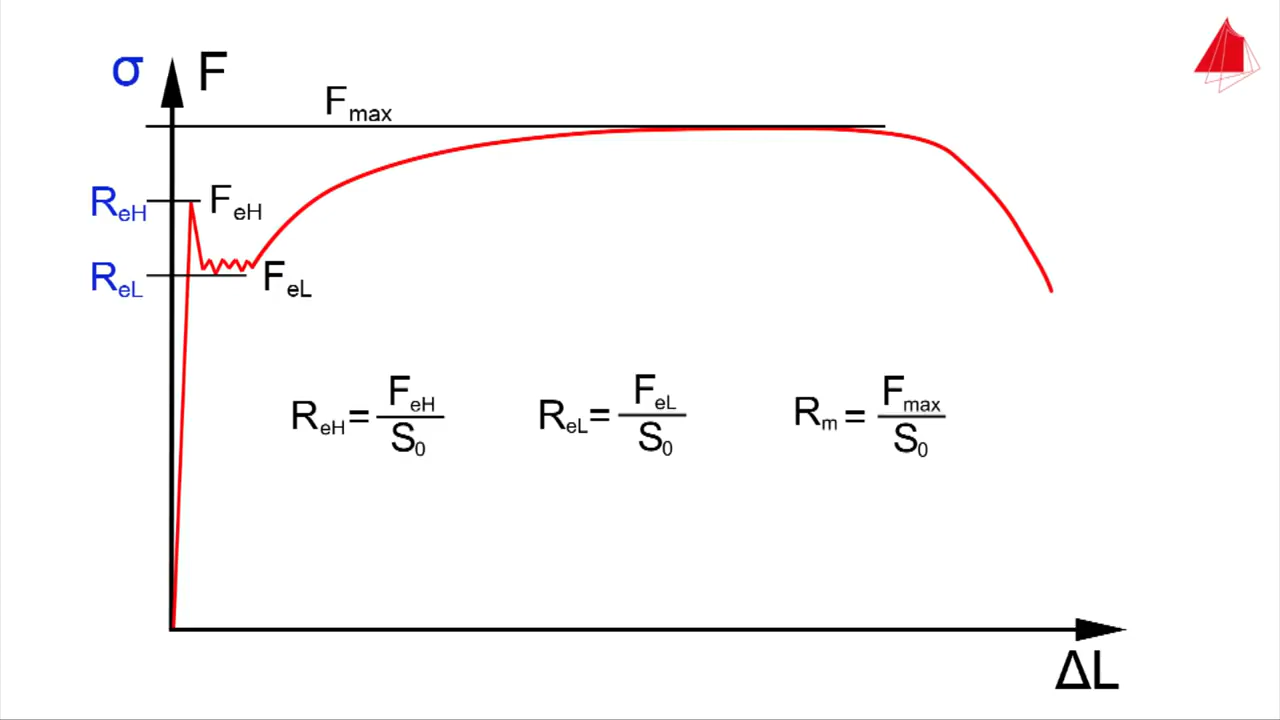 σ F
Fmax
ReH FeH
ReL FeL
ReH = FeH / S0 ReL = FeL / S0 Rm = Fmax / S0
ΔL